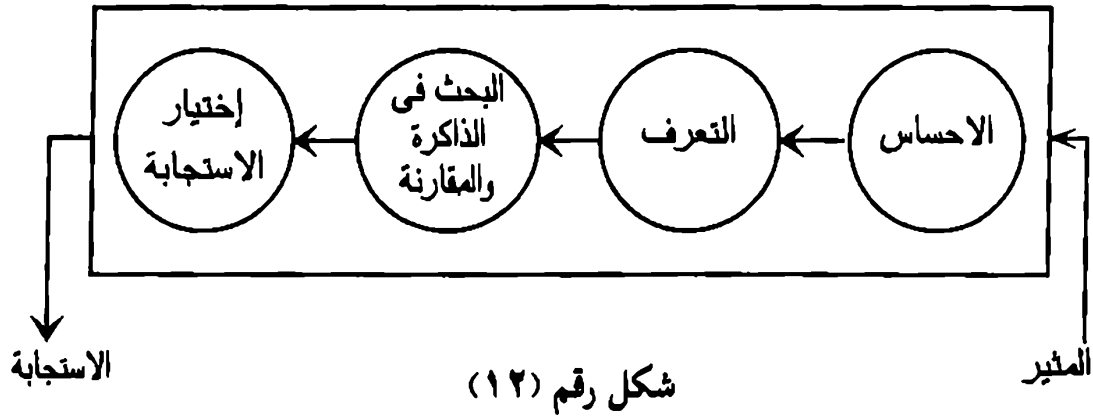 الاحساس
التعرف
البحث فى
الذاكرة
والمقارنة
إختيار
الاستجابة
المثير
الاستجابة
شكل رقم (١٢)